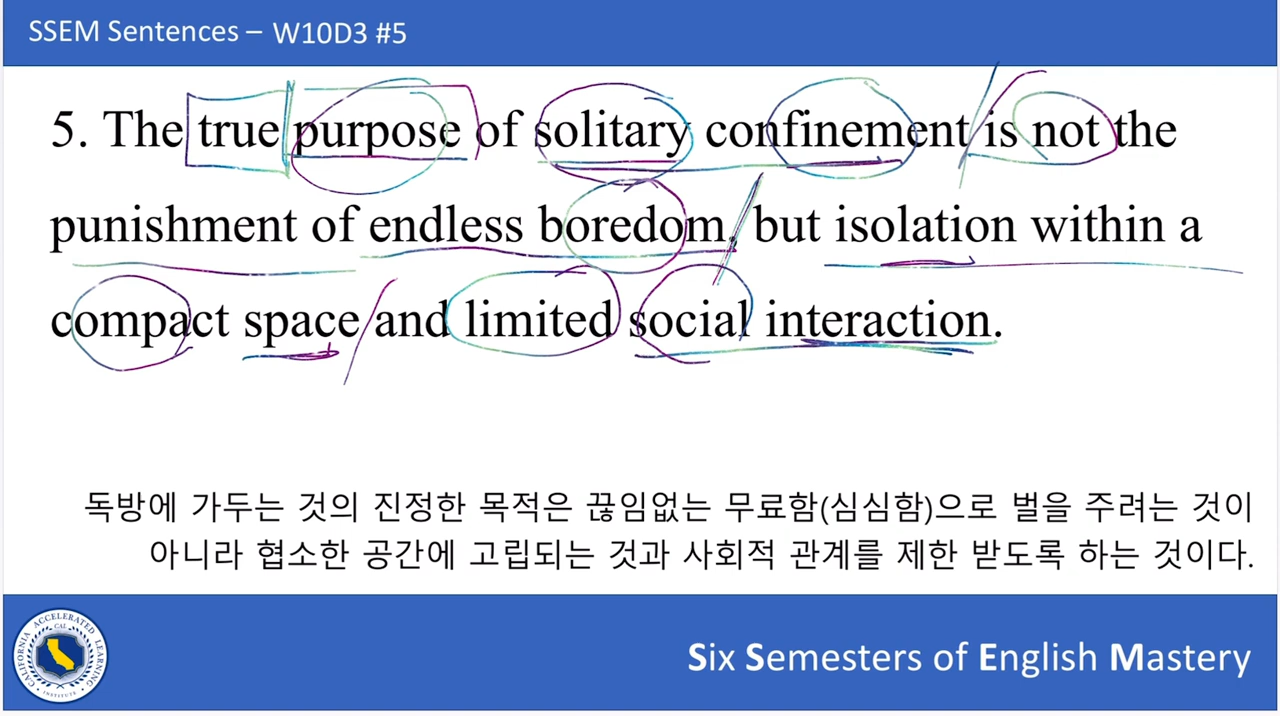 SSEM Sentences – W10D3 #5
5. The true purpose of solitary confinement is not the
punishment of endless boredom, but isolation within a
compact space and limited social interaction.
독방에 가두는 것의 진정한 목적은 끊임없는 무료함(심심함)으로 벌을 주려는 것이
아니라 협소한 공간에 고립되는 것과 사회적 관계를 제한 받도록 하는 것이다.
CALIFORNIA ACCELERATED LEARNING
CAL
INSTITUTE
Six Semesters of English Mastery